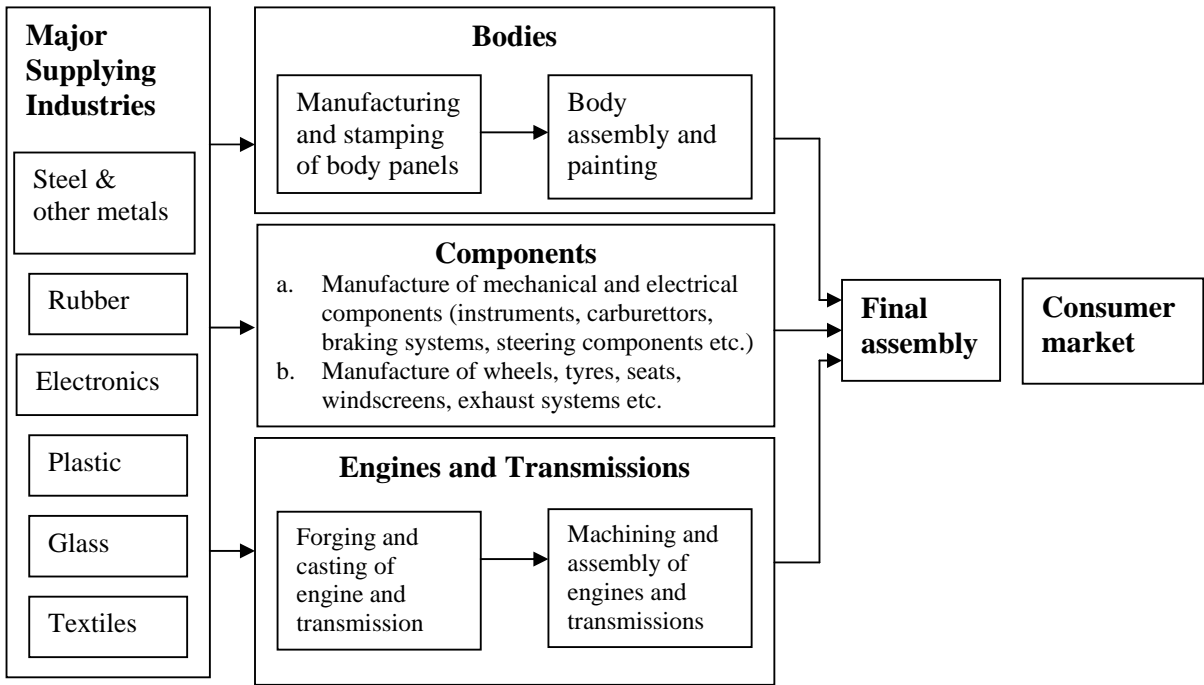 Major
Supplying
Industries
Steel &
other metals
Rubber
Electronics
Plastic
Glass
Textiles
Bodies
Manufacturing
and stamping
of body panels
Body
assembly and
painting
Components
a. Manufacture of mechanical and electrical
components (instruments, carburettors,
braking systems, steering components etc.)
b. Manufacture of wheels, tyres, seats,
windscreens, exhaust systems etc.
Engines and Transmissions
Forging and
casting of
engine and
transmission
Machining and
assembly of
engines and
transmissions
Final
assembly
Consumer
market